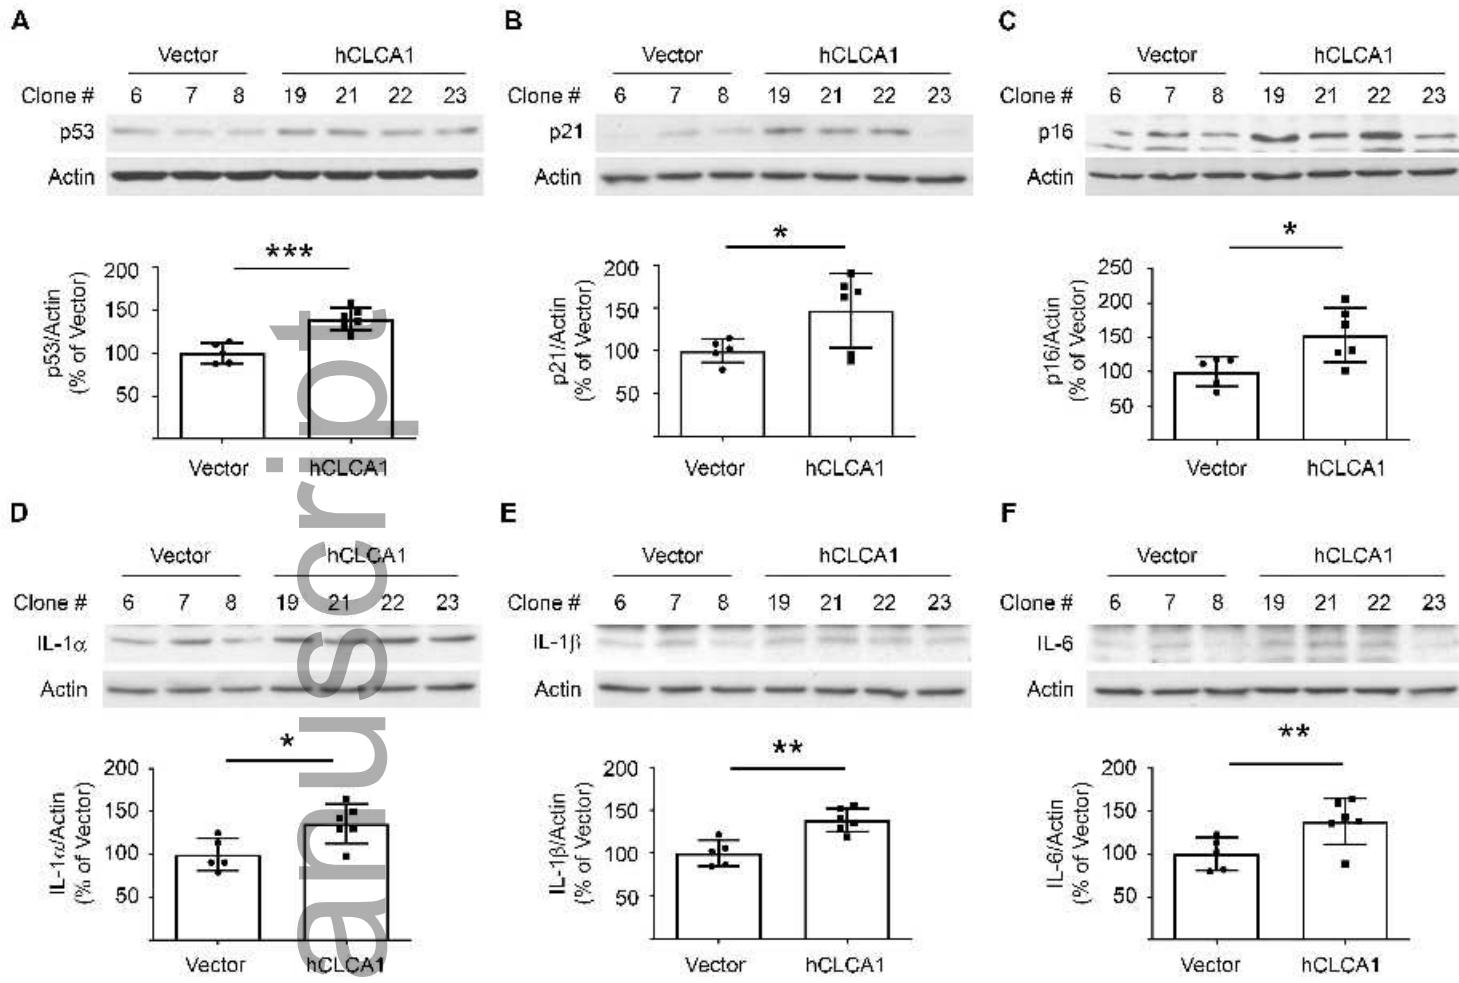 A
Vector hCLCA1
Clone # 6 7 8 19 21 22 23
p53
Actin
***
p53/Actin
(% of Vector)
200
150
100
50
Vector hCLCA1
B
Vector hCLCA1
Clone # 6 7 8 19 21 22 23
p21
Actin
*
p21/Actin
(% of Vector)
200
150
100
50
Vector hCLCA1
C
Vector hCLCA1
Clone # 6 7 8 19 21 22 23
p16
Actin
*
p16/Actin
(% of Vector)
250
200
150
100
50
Vector hCLCA1
D
Vector hCLCA1
Clone # 6 7 8 19 21 22 23
IL-1α
Actin
*
IL-1α/Actin
(% of Vector)
200
150
100
50
Vector hCLCA1
E
Vector hCLCA1
Clone # 6 7 8 19 21 22 23
IL-1β
Actin
**
IL-1β/Actin
(% of Vector)
200
150
100
50
Vector hCLCA1
F
Vector hCLCA1
Clone # 6 7 8 19 21 22 23
IL-6
Actin
**
IL-6/Actin
(% of Vector)
200
150
100
50
Vector hCLCA1
anuscript